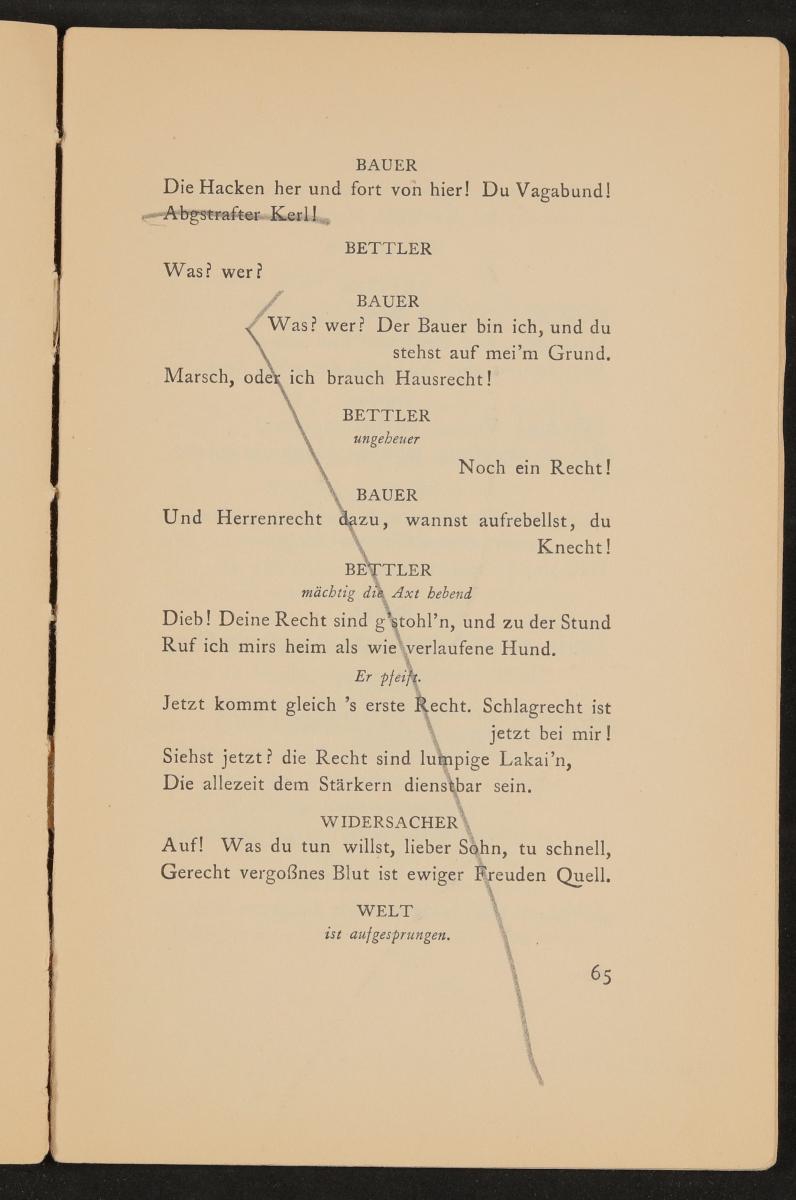 BAUER
Die Hacken her und fort von hier! Du Vagabund!
Abgstrafter Kerl!
BETTLER
Was? wer?
BAUER
Was? wer? Der Bauer bin ich, und du
stehst auf mei'm Grund.
Marsch, oder ich brauch Hausrecht!
BETTLER
ungeheuer
Noch ein Recht!
BAUER
Und Herrenrecht dazu, wannst aufrebellst, du
Knecht!
BETTLER
mächtig die Axt hebend
Dieb! Deine Recht sind g'stohl'n, und zu der Stund
Ruf ich mirs heim als wie verlaufene Hund.
Er pfeift.
Jetzt kommt gleich 's erste Recht. Schlagrecht ist
jetzt bei mir!
Siehst jetzt? die Recht sind lumpige Lakai'n,
Die allezeit dem Stärkern dienstbar sein.
WIDERSACHER
Auf! Was du tun willst, lieber Sohn, tu schnell,
Gerecht vergoßnes Blut ist ewiger Freuden Quell.
WELT
ist aufgesprungen.
65